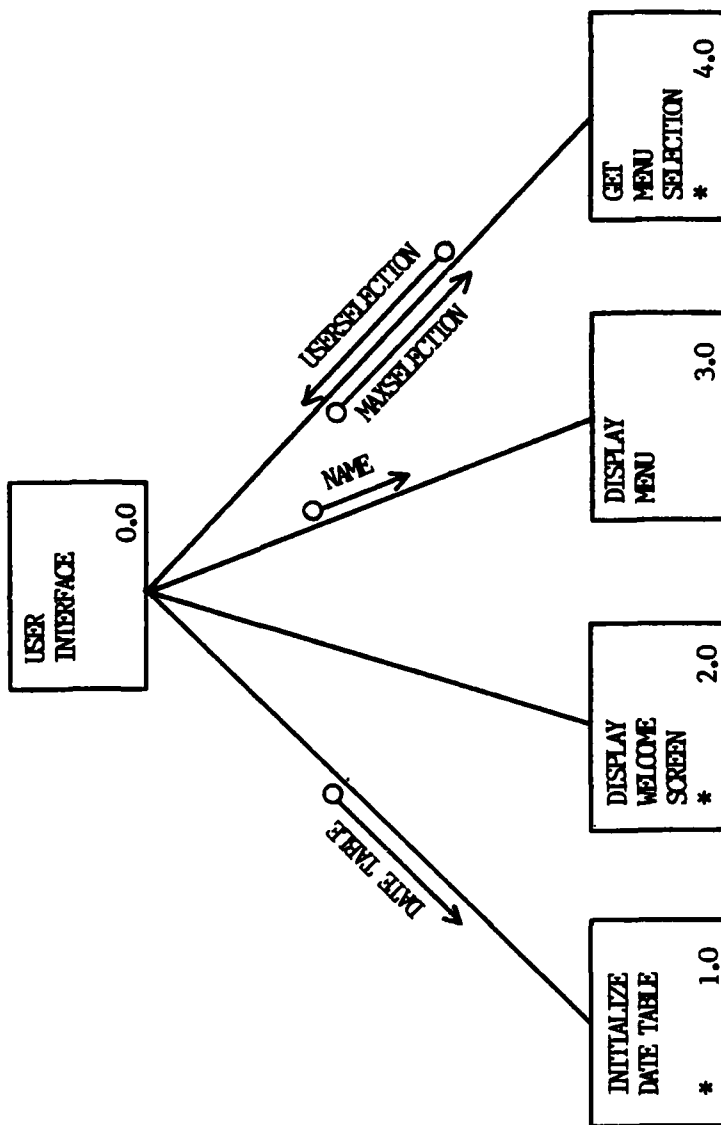 USER
INTERFACE
0.0
DATE TABLE
NAME
MAXSELECTION
USERSELECTION
INITIALIZE
DATE TABLE
* 1.0
DISPLAY
WELCOME
SCREEN
* 2.0
DISPLAY
MENU
3.0
GET
MENU
SELECTION
* 4.0